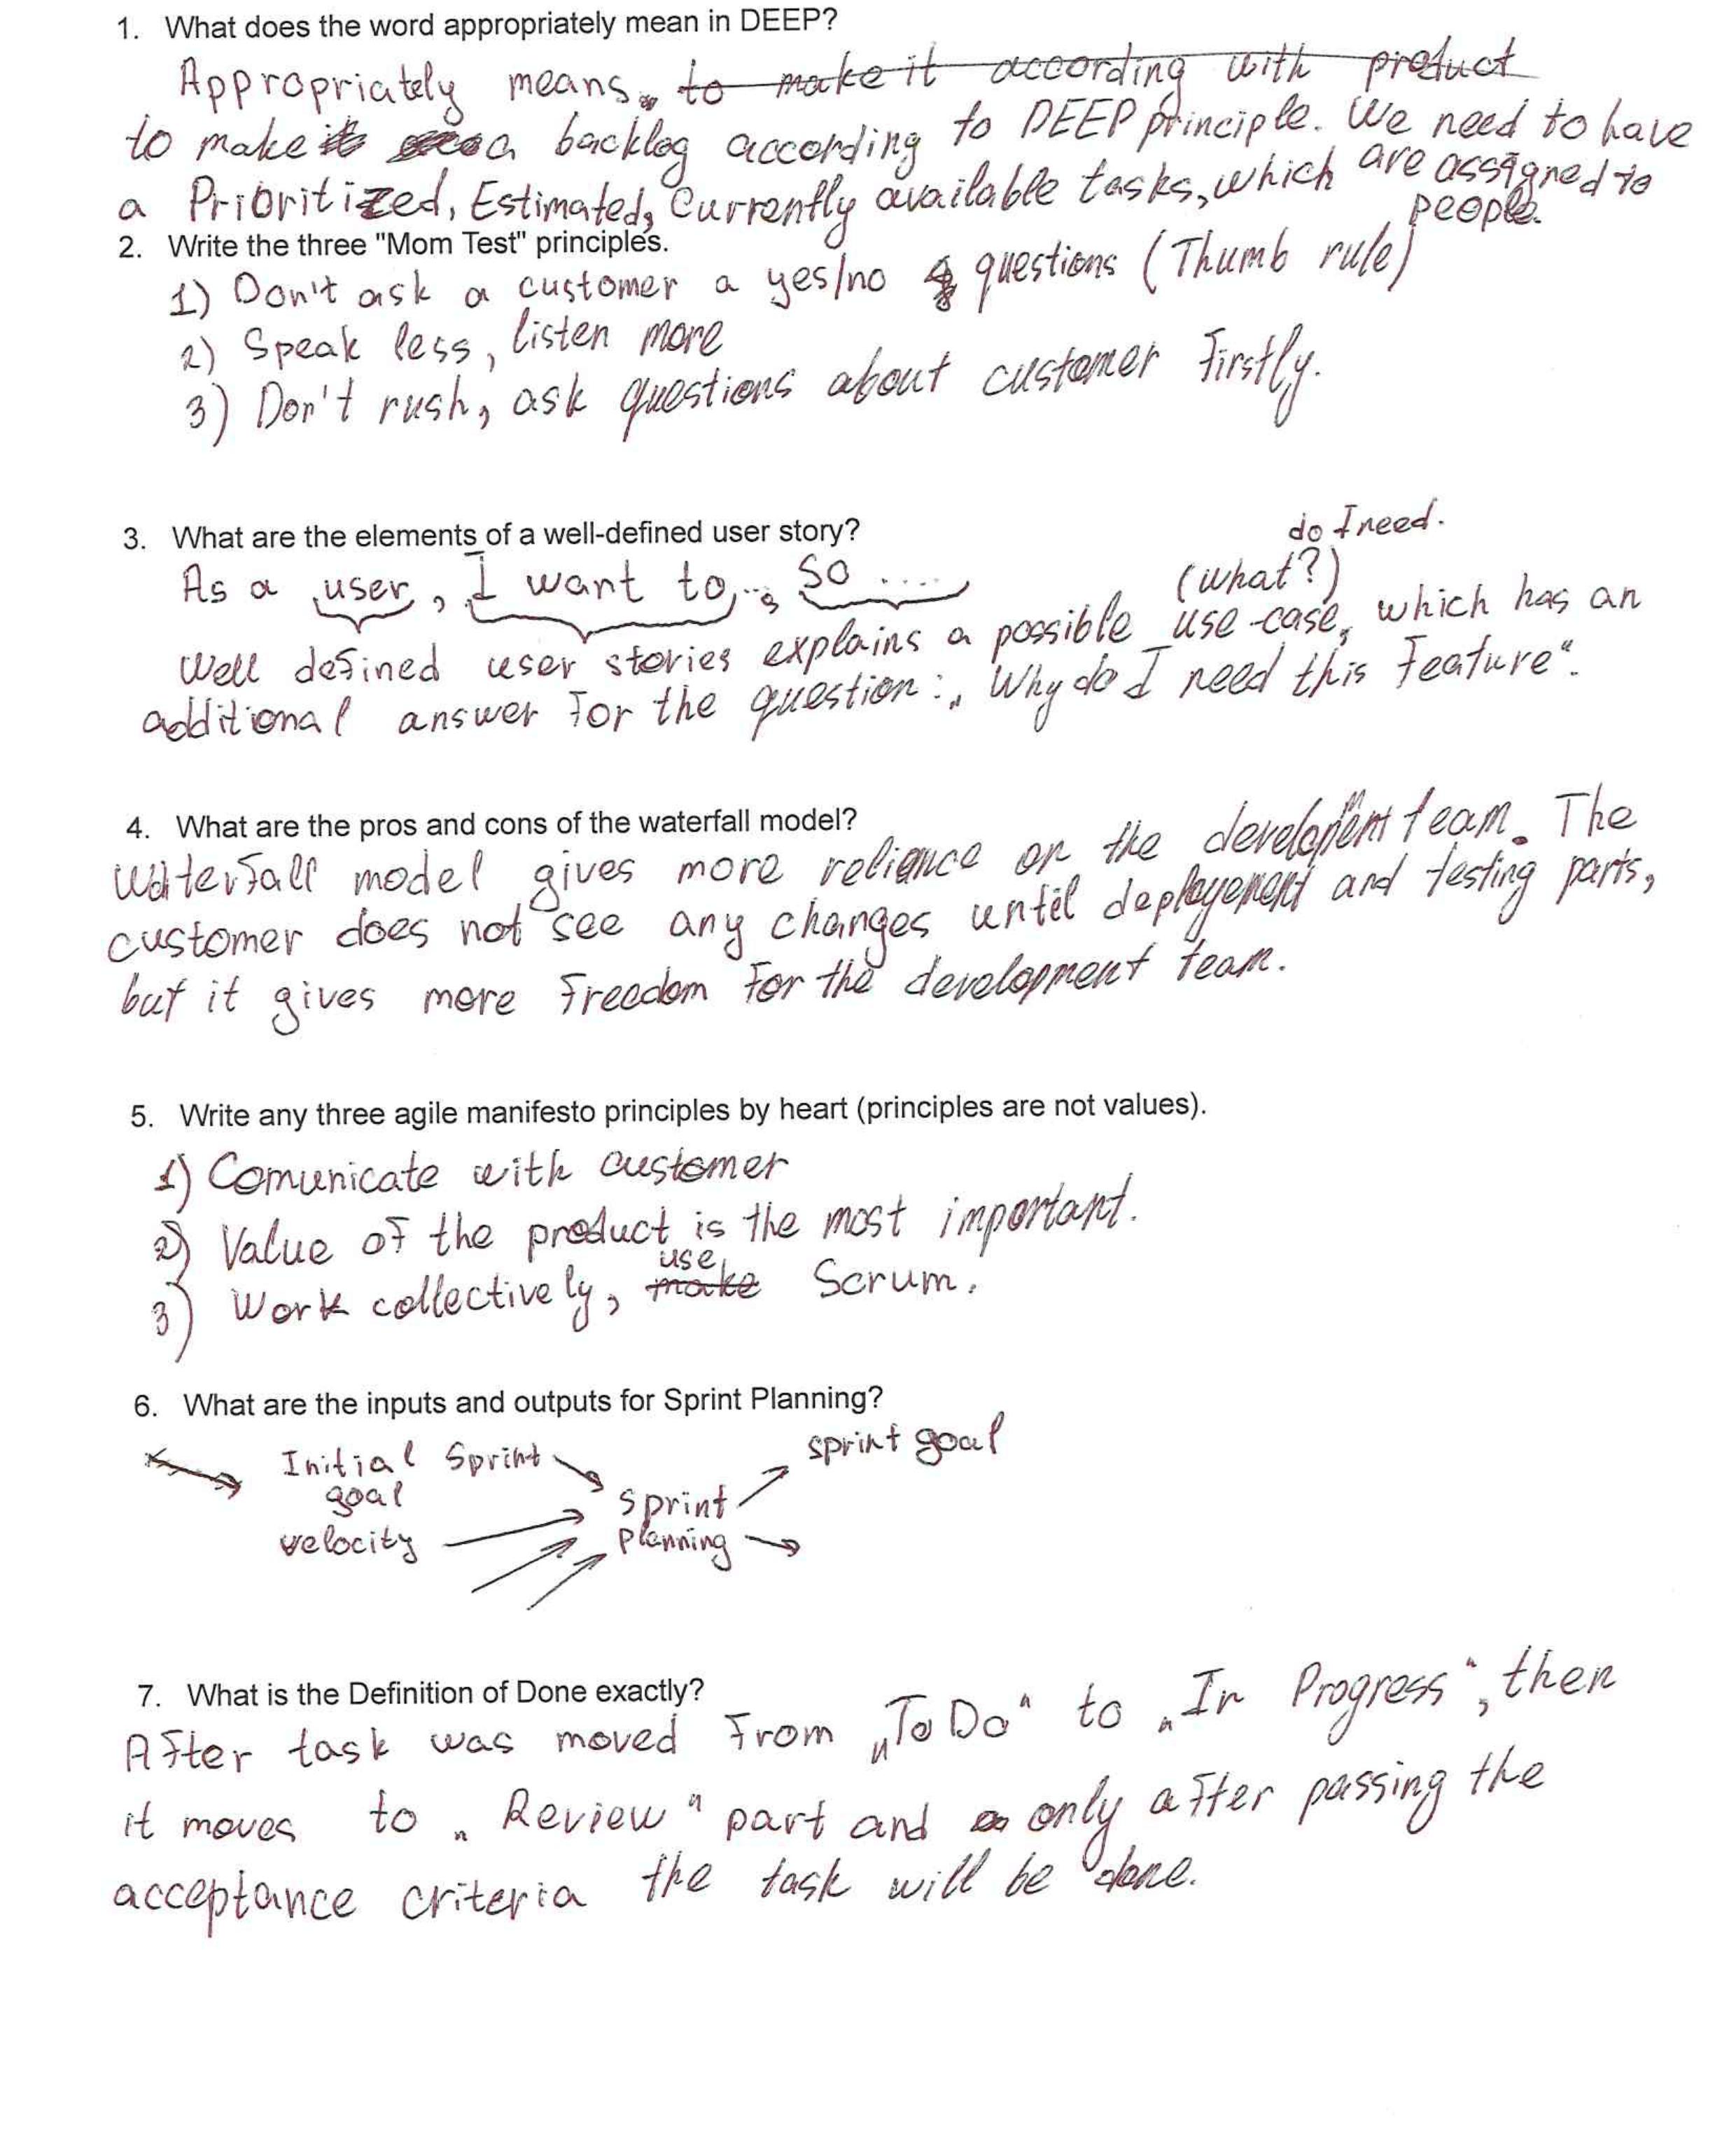 1. What does the word appropriately mean in DEEP?
Appropriately means to make it according with product
to make it a backlog according to DEEP principle. We need to have
a Prioritized, Estimated, Currently available tasks, which are assigned to
people.
2. Write the three "Mom Test" principles.
1) Don't ask a customer a yes/no questions (Thumb rule)
2) Speak less, listen more
3) Don't rush, ask questions about customer firstly.
3. What are the elements of a well-defined user story?
As a user, I want to..., so ....
do I need.
(what?)
Well defined user stories explains a possible use-case, which has an
additional answer for the question: „Why do I need this feature“.
4. What are the pros and cons of the waterfall model?
Waterfall model gives more reliance on the development team. The
customer does not see any changes until deployement and testing parts,
but it gives more freedom for the development team.
5. Write any three agile manifesto principles by heart (principles are not values).
1) Comunicate with customer
2) Value of the product is the most important.
3) Work collectively, make use Scrum.
6. What are the inputs and outputs for Sprint Planning?
Initial Sprint
goal
velocity
Sprint
Planning
sprint goal
7. What is the Definition of Done exactly?
After task was moved from „To Do“ to „In Progress“, then
it moves to „Review“ part and only after passing the
acceptance criteria the task will be done.